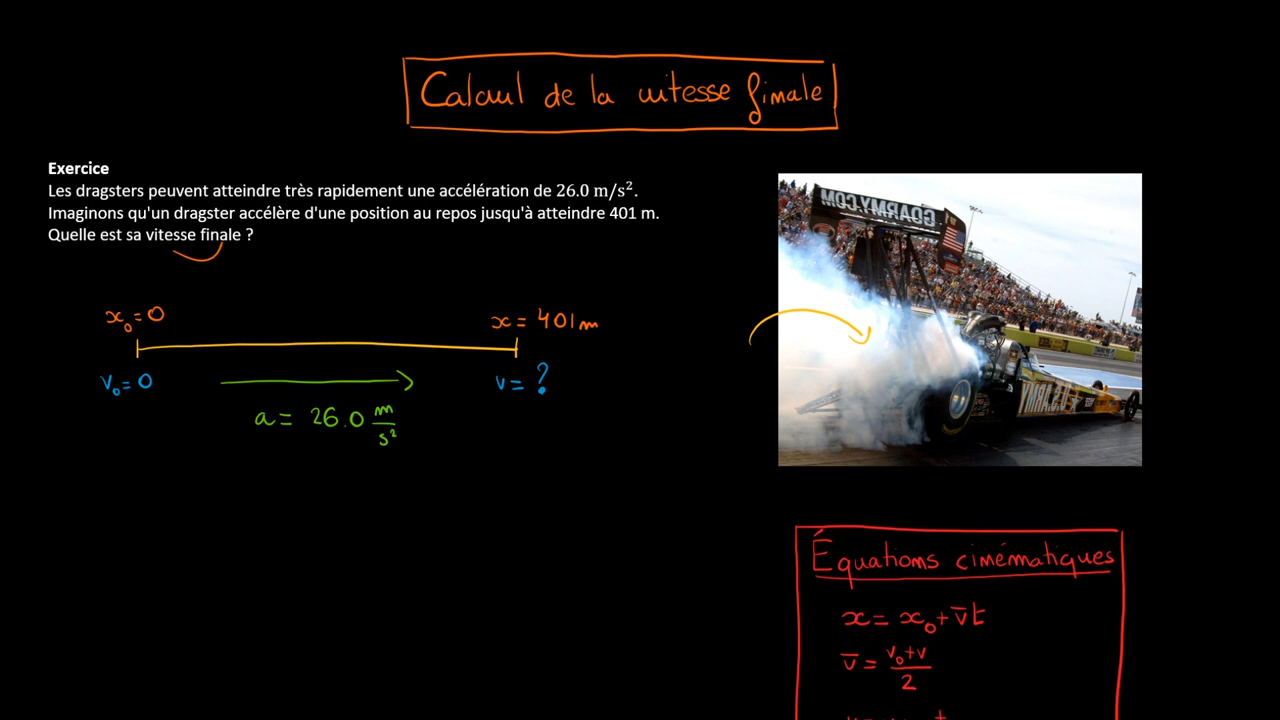 Calcul de la vitesse finale
Exercice
Les dragsters peuvent atteindre très rapidement une accélération de 26.0 m/s².
Imaginons qu'un dragster accélère d'une position au repos jusqu'à atteindre 401 m.
Quelle est sa vitesse finale ?
x₀ = 0
x = 401 m
v₀ = 0
v = ?
a = 26.0 m/s²
GOARMY.COM
U.S. ARMY
Équations cinématiques
x = x₀ + v̄t
v̄ = (v₀+v)/2